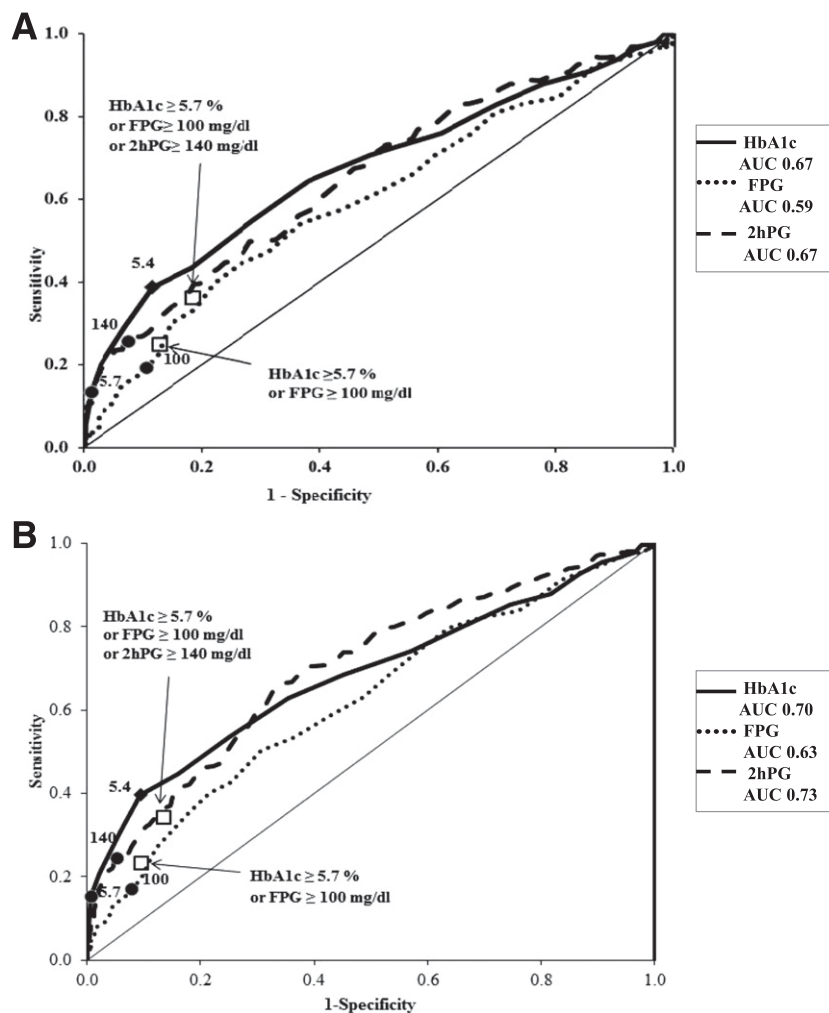 A
1.0
0.8
0.6
0.4
0.2
0.0
Sensitivity
HbA1c ≥ 5.7 %
or FPG≥ 100 mg/dl
or 2hPG≥ 140 mg/dl
5.4
140
5.7
100
HbA1c ≥5.7 %
or FPG ≥ 100 mg/dl
0.0 0.2 0.4 0.6 0.8 1.0
1 - Specificity
HbA1c
AUC 0.67
FPG
AUC 0.59
2hPG
AUC 0.67
B
1.0
0.8
0.6
0.4
0.2
0.0
Sensitivity
HbA1c ≥ 5.7 %
or FPG ≥ 100 mg/dl
or 2hPG ≥ 140 mg/dl
5.4
140
5.7
100
HbA1c ≥ 5.7 %
or FPG ≥ 100 mg/dl
0.0 0.2 0.4 0.6 0.8 1.0
1-Specificity
HbA1c
AUC 0.70
FPG
AUC 0.63
2hPG
AUC 0.73